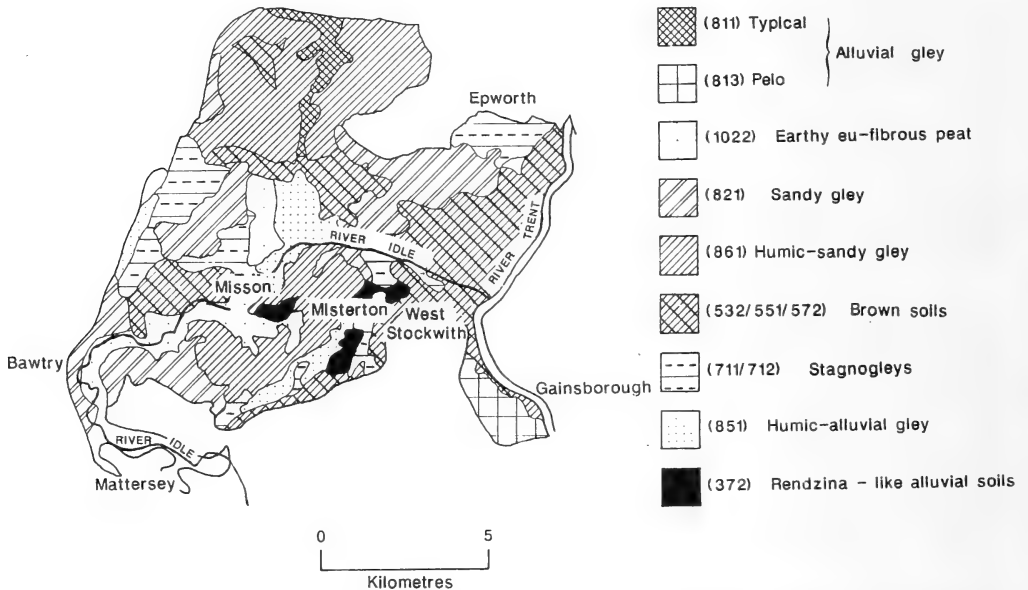 (811) Typical
Alluvial gley
(813) Pelo
(1022) Earthy eu-fibrous peat
(821) Sandy gley
(861) Humic-sandy gley
(532/551/572) Brown soils
(711/712) Stagnogleys
(851) Humic-alluvial gley
(372) Rendzina - like alluvial soils
Epworth
RIVER IDLE
RIVER TRENT
Misson
Misterton
West
Stockwith
Bawtry
Gainsborough
RIVER IDLE
Mattersey
0 5
Kilometres